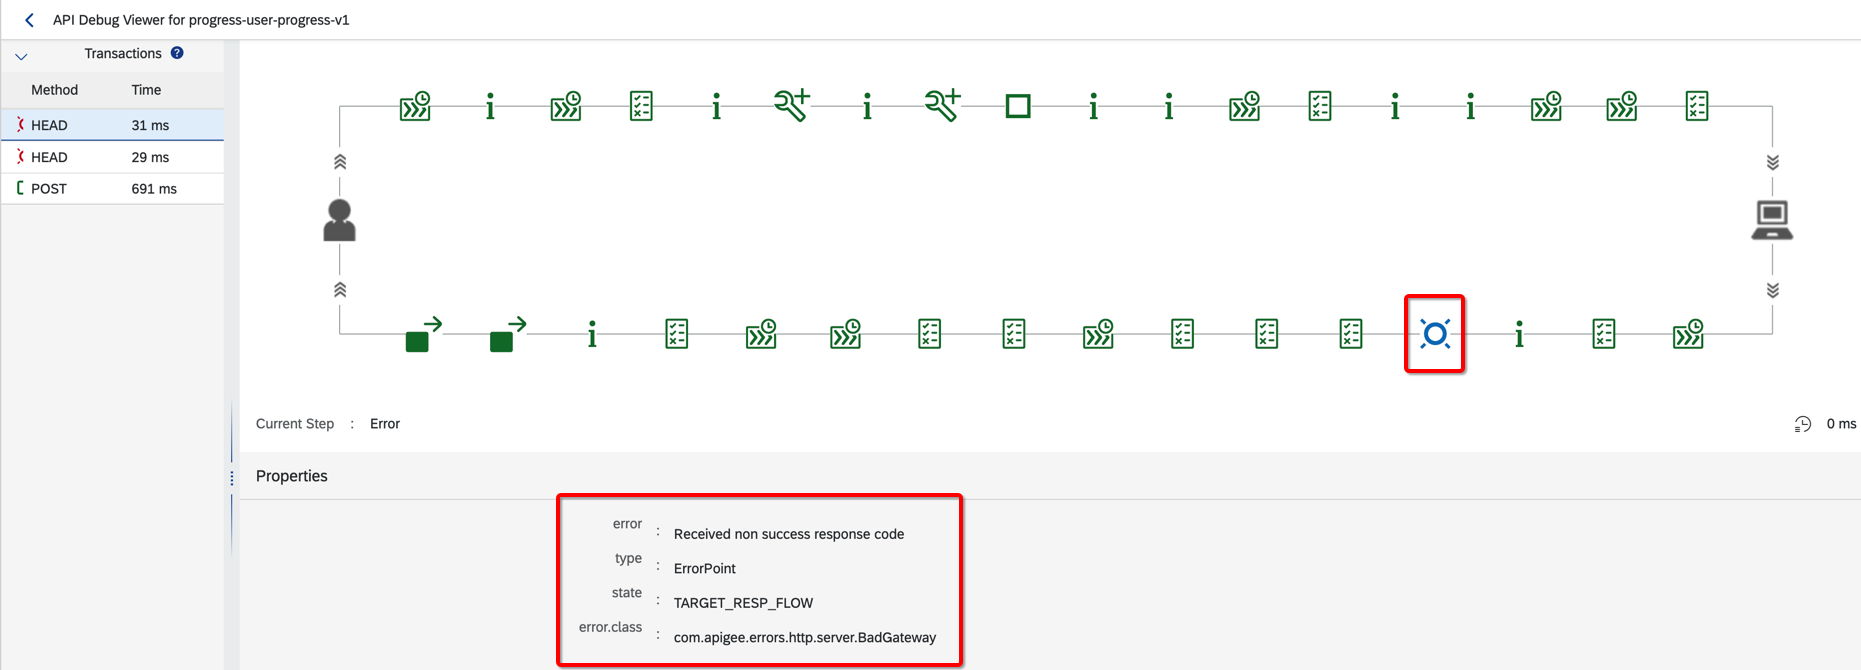 API Debug Viewer for progress-user-progress-v1
Transactions ?
Method Time
HEAD 31 ms
HEAD 29 ms
POST 691 ms
Current Step : Error 0 ms
Properties
error : Received non success response code
type : ErrorPoint
state : TARGET_RESP_FLOW
error.class : com.apigee.errors.http.server.BadGateway